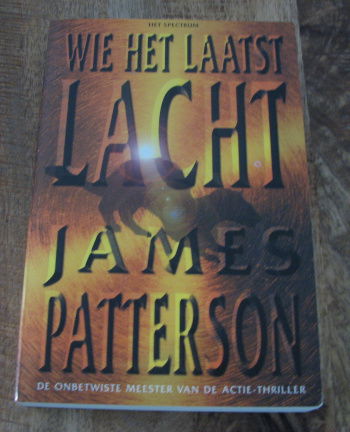 HET SPECTRUM
WIE HET LAATST
LACHT
JAMES
PATTERSON
DE ONBETWISTE MEESTER VAN DE ACTIE-THRILLER